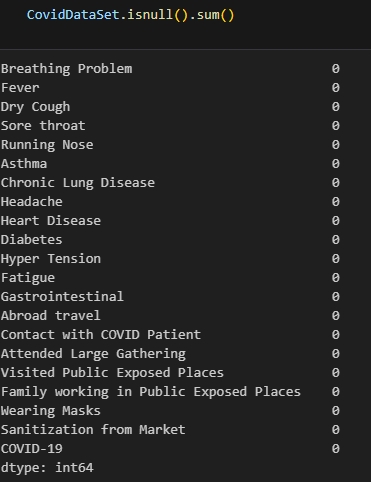 CovidDataSet.isnull().sum()
Breathing Problem 0
Fever 0
Dry Cough 0
Sore throat 0
Running Nose 0
Asthma 0
Chronic Lung Disease 0
Headache 0
Heart Disease 0
Diabetes 0
Hyper Tension 0
Fatigue 0
Gastrointestinal 0
Abroad travel 0
Contact with COVID Patient 0
Attended Large Gathering 0
Visited Public Exposed Places 0
Family working in Public Exposed Places 0
Wearing Masks 0
Sanitization from Market 0
COVID-19 0
dtype: int64